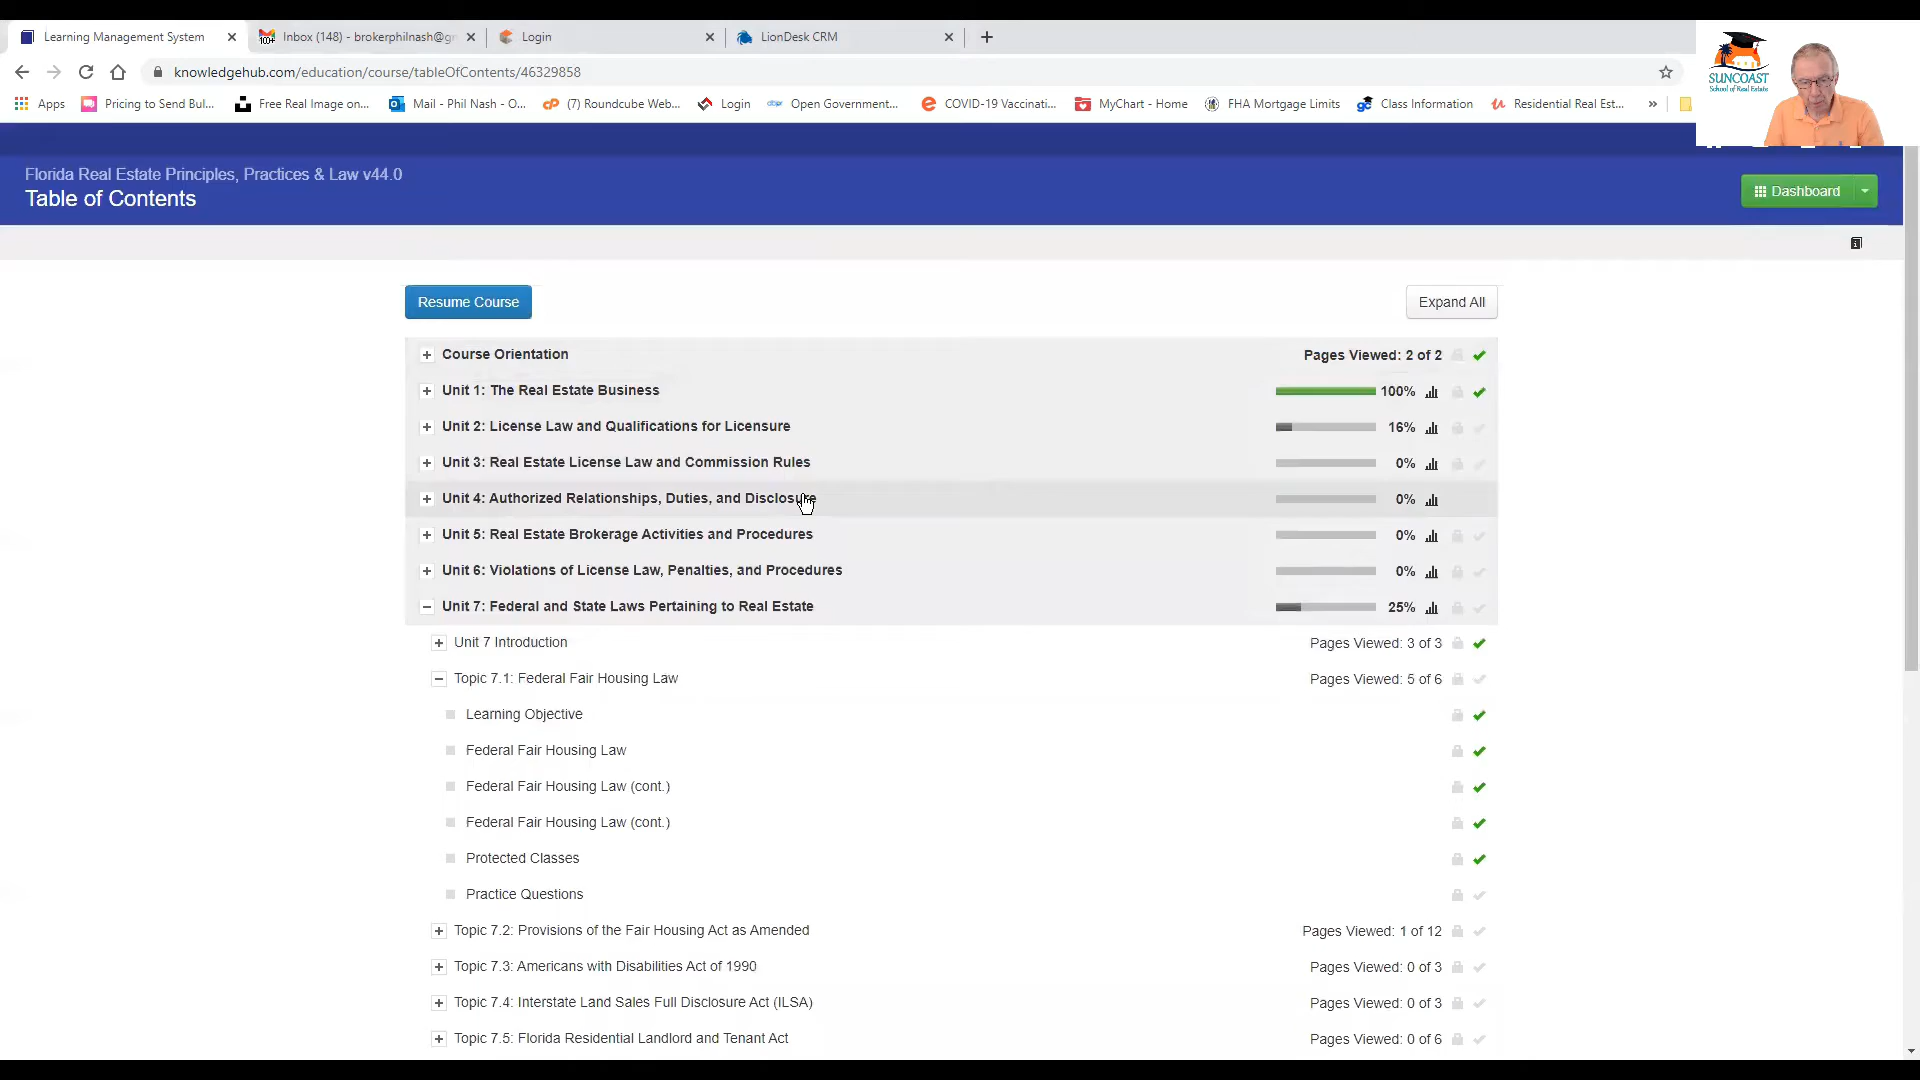 Learning Management System
Inbox (148) - brokerphilnash@gm
Login
LionDesk CRM
knowledgehub.com/education/course/tableOfContents/46329858
Apps
Pricing to Send Bul...
Free Real Image on...
Mail - Phil Nash - O...
(7) Roundcube Web...
Login
Open Government...
COVID-19 Vaccinati...
MyChart - Home
FHA Mortgage Limits
Class Information
Residential Real Est...
SUNCOAST
School of Real Estate
Florida Real Estate Principles, Practices & Law v44.0
Table of Contents
Dashboard
Resume Course
Expand All
Course Orientation Pages Viewed: 2 of 2
Unit 1: The Real Estate Business 100%
Unit 2: License Law and Qualifications for Licensure 16%
Unit 3: Real Estate License Law and Commission Rules 0%
Unit 4: Authorized Relationships, Duties, and Disclosure 0%
Unit 5: Real Estate Brokerage Activities and Procedures 0%
Unit 6: Violations of License Law, Penalties, and Procedures 0%
Unit 7: Federal and State Laws Pertaining to Real Estate 25%
Unit 7 Introduction Pages Viewed: 3 of 3
Topic 7.1: Federal Fair Housing Law Pages Viewed: 5 of 6
Learning Objective
Federal Fair Housing Law
Federal Fair Housing Law (cont.)
Federal Fair Housing Law (cont.)
Protected Classes
Practice Questions
Topic 7.2: Provisions of the Fair Housing Act as Amended Pages Viewed: 1 of 12
Topic 7.3: Americans with Disabilities Act of 1990 Pages Viewed: 0 of 3
Topic 7.4: Interstate Land Sales Full Disclosure Act (ILSA) Pages Viewed: 0 of 3
Topic 7.5: Florida Residential Landlord and Tenant Act Pages Viewed: 0 of 6